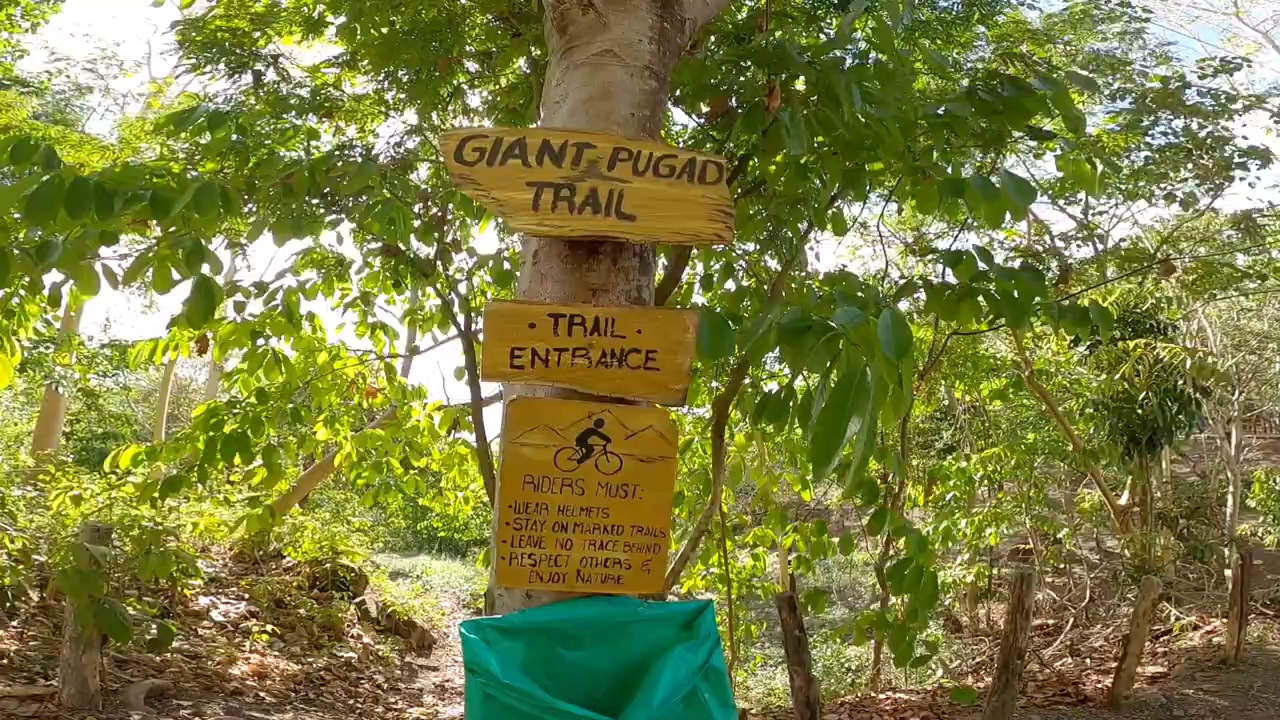 GIANT PUGAD
TRAIL
• TRAIL •
ENTRANCE
RIDERS MUST:
• WEAR HELMETS
• STAY ON MARKED TRAILS
• LEAVE NO TRACE BEHIND
• RESPECT OTHERS &
ENJOY NATURE